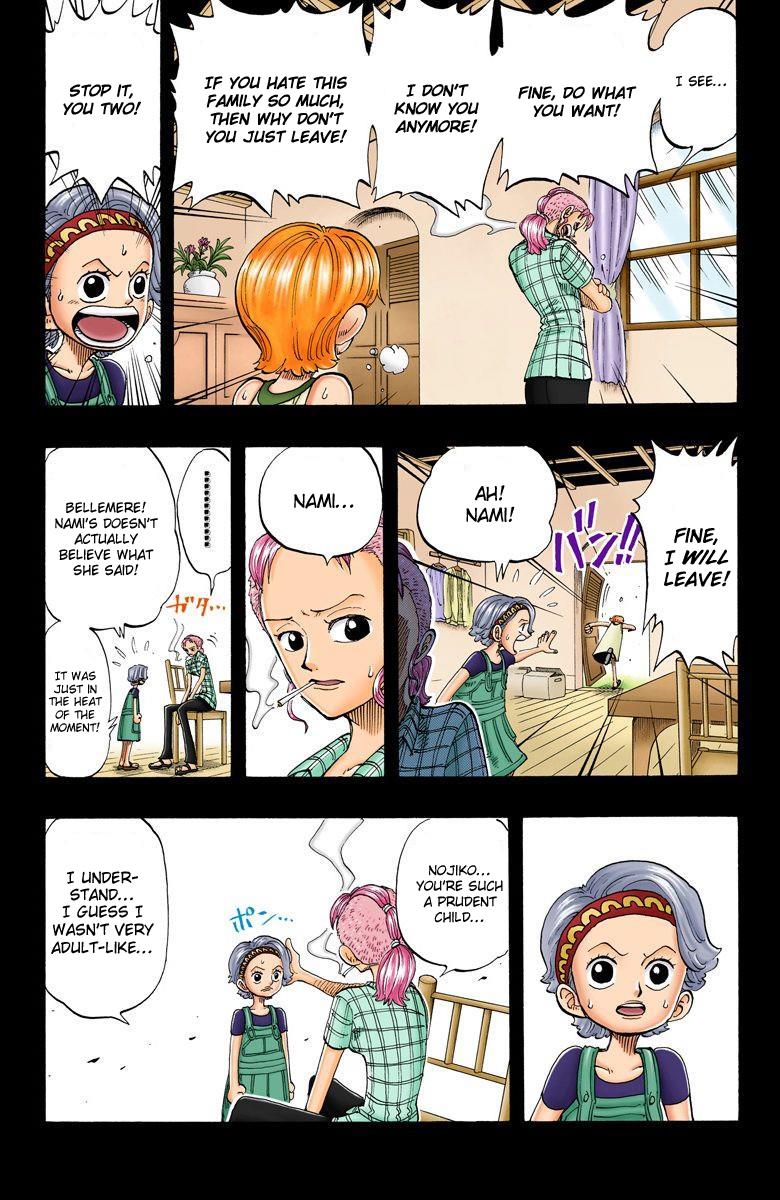 I SEE...
FINE, DO WHAT
YOU WANT!
I DON'T
KNOW YOU
ANYMORE!
IF YOU HATE THIS
FAMILY SO MUCH,
THEN WHY DON'T
YOU JUST LEAVE!
STOP IT,
YOU TWO!
FINE,
I WILL
LEAVE!
バン!!
AH!
NAMI!
NAMI...
..........
ガタ...
BELLEMERE!
NAMI'S DOESN'T
ACTUALLY
BELIEVE WHAT
SHE SAID!
IT WAS
JUST IN
THE HEAT
OF THE
MOMENT!
NOJIKO...
YOU'RE SUCH
A PRUDENT
CHILD...
ポン...
I UNDER-
STAND...
I GUESS I
WASN'T VERY
ADULT-LIKE...